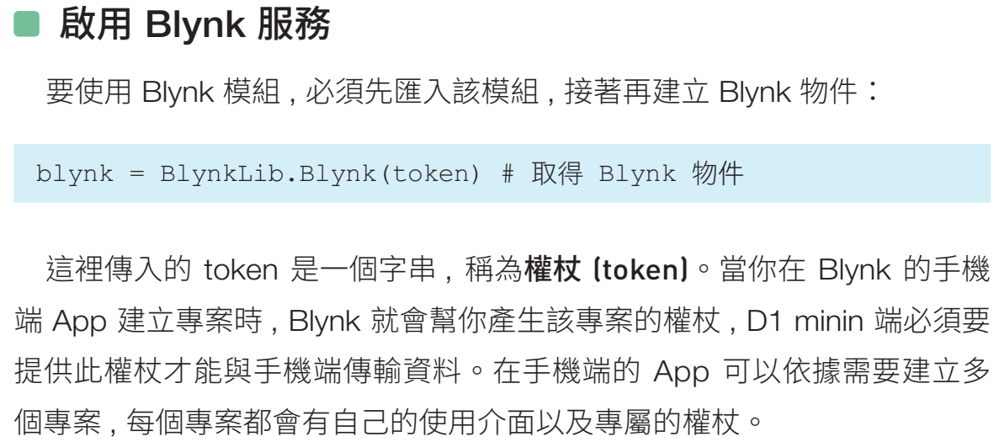 啟用 Blynk 服務
要使用 Blynk 模組 , 必須先匯入該模組 , 接著再建立 Blynk 物件：
blynk = BlynkLib.Blynk(token) # 取得 Blynk 物件
這裡傳入的 token 是一個字串 , 稱為權杖 (token)。當你在 Blynk 的手機
端 App 建立專案時 , Blynk 就會幫你產生該專案的權杖 , D1 minin 端必須要
提供此權杖才能與手機端傳輸資料。在手機端的 App 可以依據需要建立多
個專案 , 每個專案都會有自己的使用介面以及專屬的權杖。